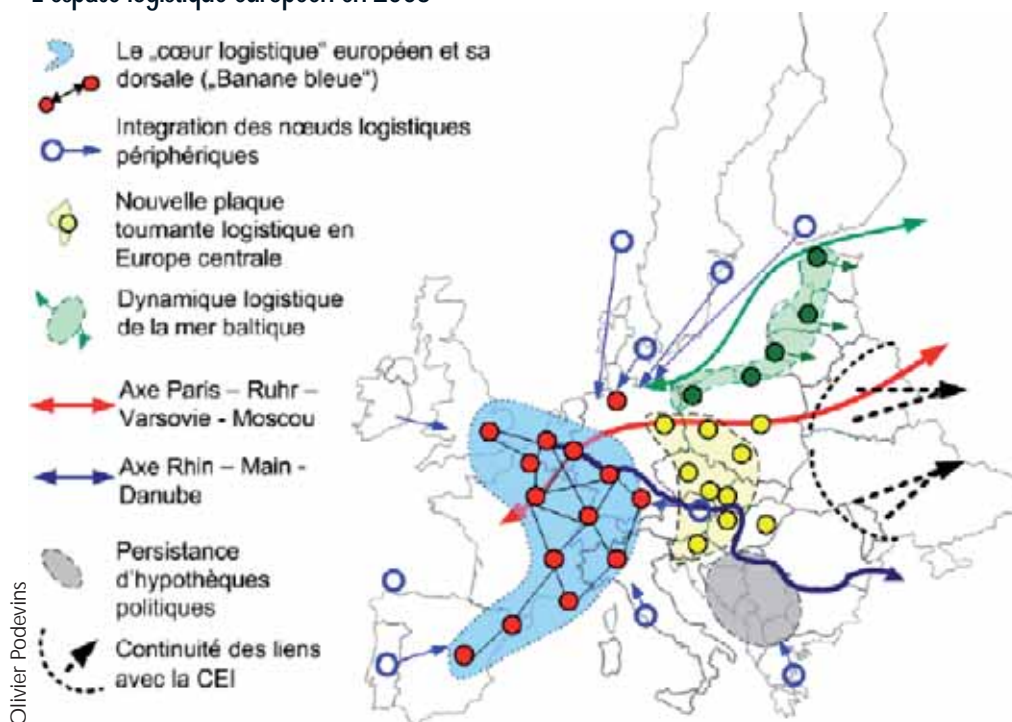 L'espace logistique européen en
Le „cœur logistique“ européen et sa
dorsale („Banane bleue“)
Integration des nœuds logistiques
périphériques
Nouvelle plaque
tournante logistique en
Europe centrale
Dynamique logistique
de la mer baltique
Axe Paris – Ruhr –
Varsovie - Moscou
Axe Rhin – Main -
Danube
Persistance
d'hypothèques
politiques
Continuité des liens
avec la CEI
Olivier Podevins